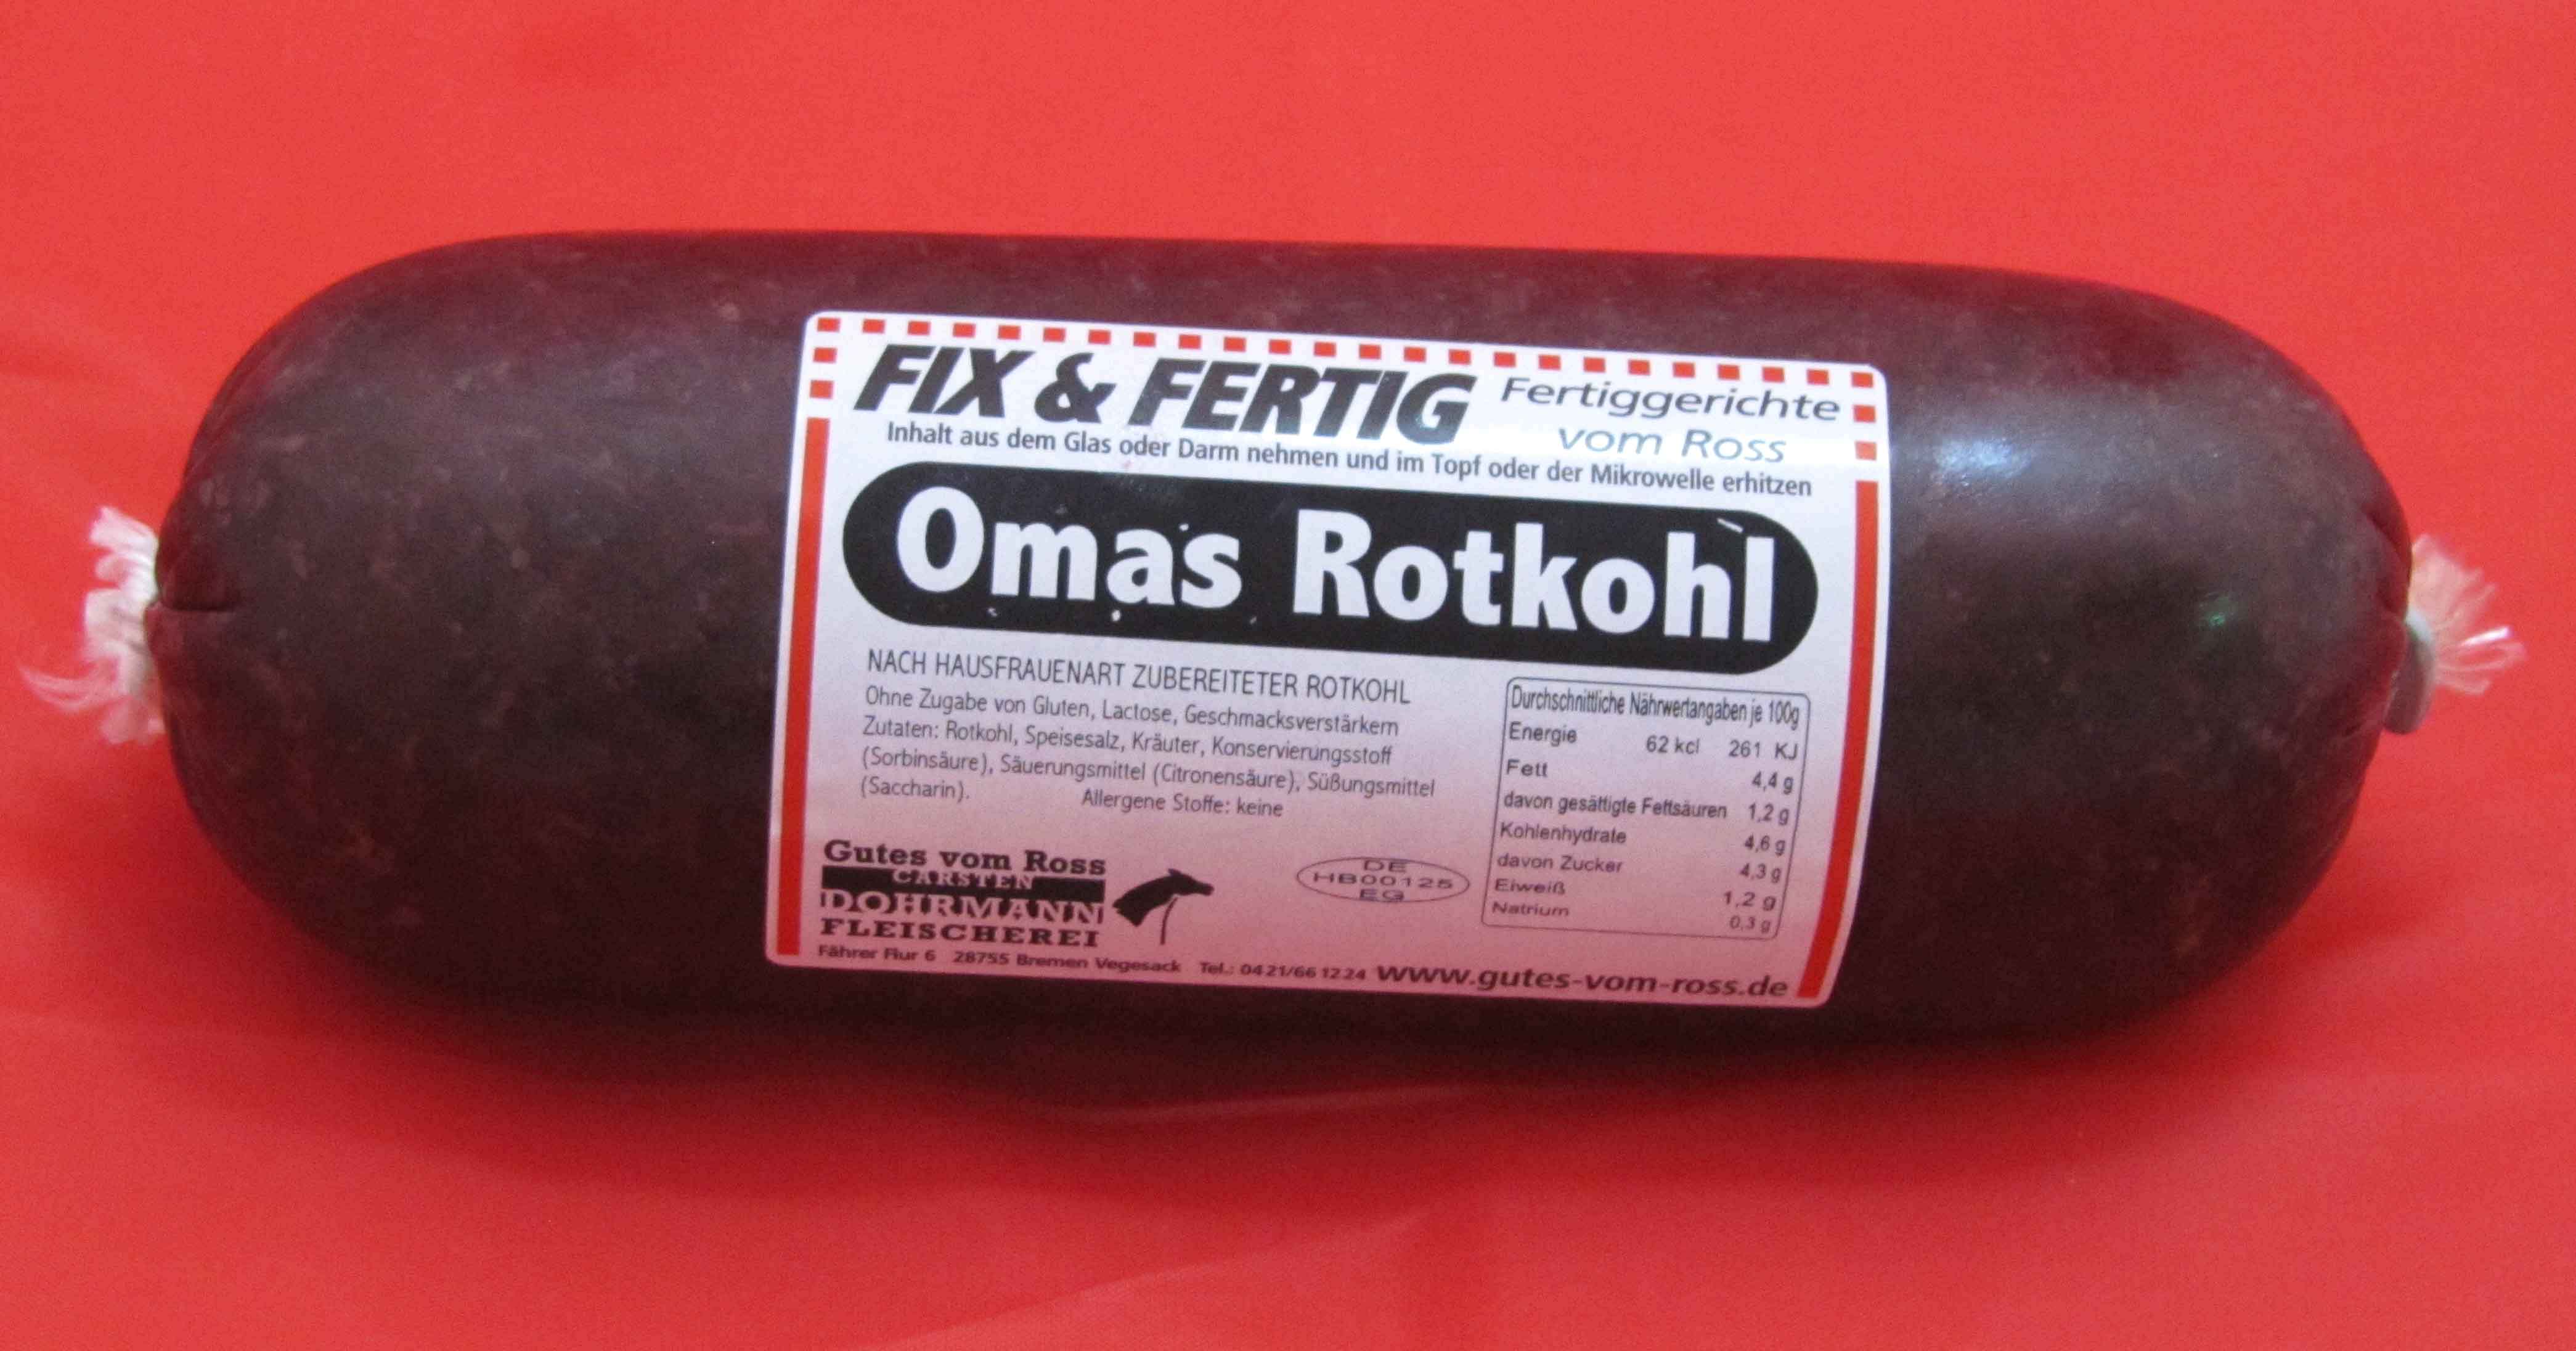 FIX & FERTIG
Fertiggerichte
vom Ross
Inhalt aus dem Glas oder Darm nehmen und im Topf oder der Mikrowelle erhitzen
Omas Rotkohl
NACH HAUSFRAUENART ZUBEREITETER ROTKOHL
Ohne Zugabe von Gluten, Lactose, Geschmacksverstärkern
Zutaten: Rotkohl, Speisesalz, Kräuter, Konservierungsstoff
(Sorbinsäure), Säuerungsmittel (Citronensäure), Süßungsmittel
(Saccharin). Allergene Stoffe: keine
Durchschnittliche Nährwertangaben je 100g
Energie 62 kcl 261 KJ
Fett 4,4 g
davon gesättigte Fettsäuren 1,2 g
Kohlenhydrate 4,6 g
davon Zucker 4,3 g
Eiweiß 1,2 g
Natrium 0,3 g
Gutes vom Ross
CARSTEN
DOHRMANN
FLEISCHEREI
DE
HB00125
EG
Fährer Flur 6 28755 Bremen Vegesack Tel.: 0421/66 12 24 www.gutes-vom-ross.de